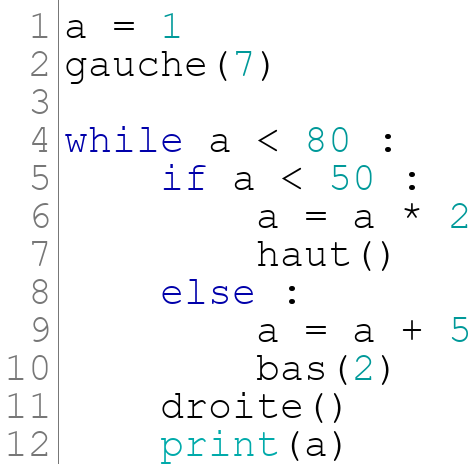 1 a = 1
2 gauche(7)
3
4 while a < 80 :
5     if a < 50 :
6         a = a * 2
7         haut()
8     else :
9         a = a + 5
10         bas(2)
11     droite()
12     print(a)